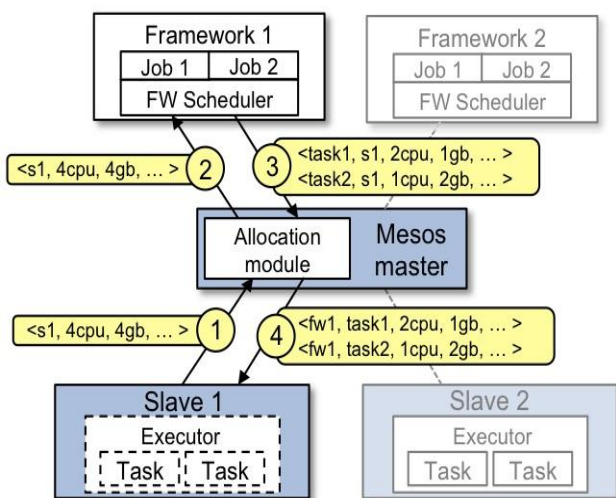 Framework 1
Job 1 Job 2
FW Scheduler
Framework 2
Job 1 Job 2
FW Scheduler
<s1, 4cpu, 4gb, … >
2
3
<task1, s1, 2cpu, 1gb, … >
<task2, s1, 1cpu, 2gb, … >
Allocation
module
Mesos
master
<s1, 4cpu, 4gb, … >
1
4
<fw1, task1, 2cpu, 1gb, … >
<fw1, task2, 1cpu, 2gb, … >
Slave 1
Executor
Task Task
Slave 2
Executor
Task Task